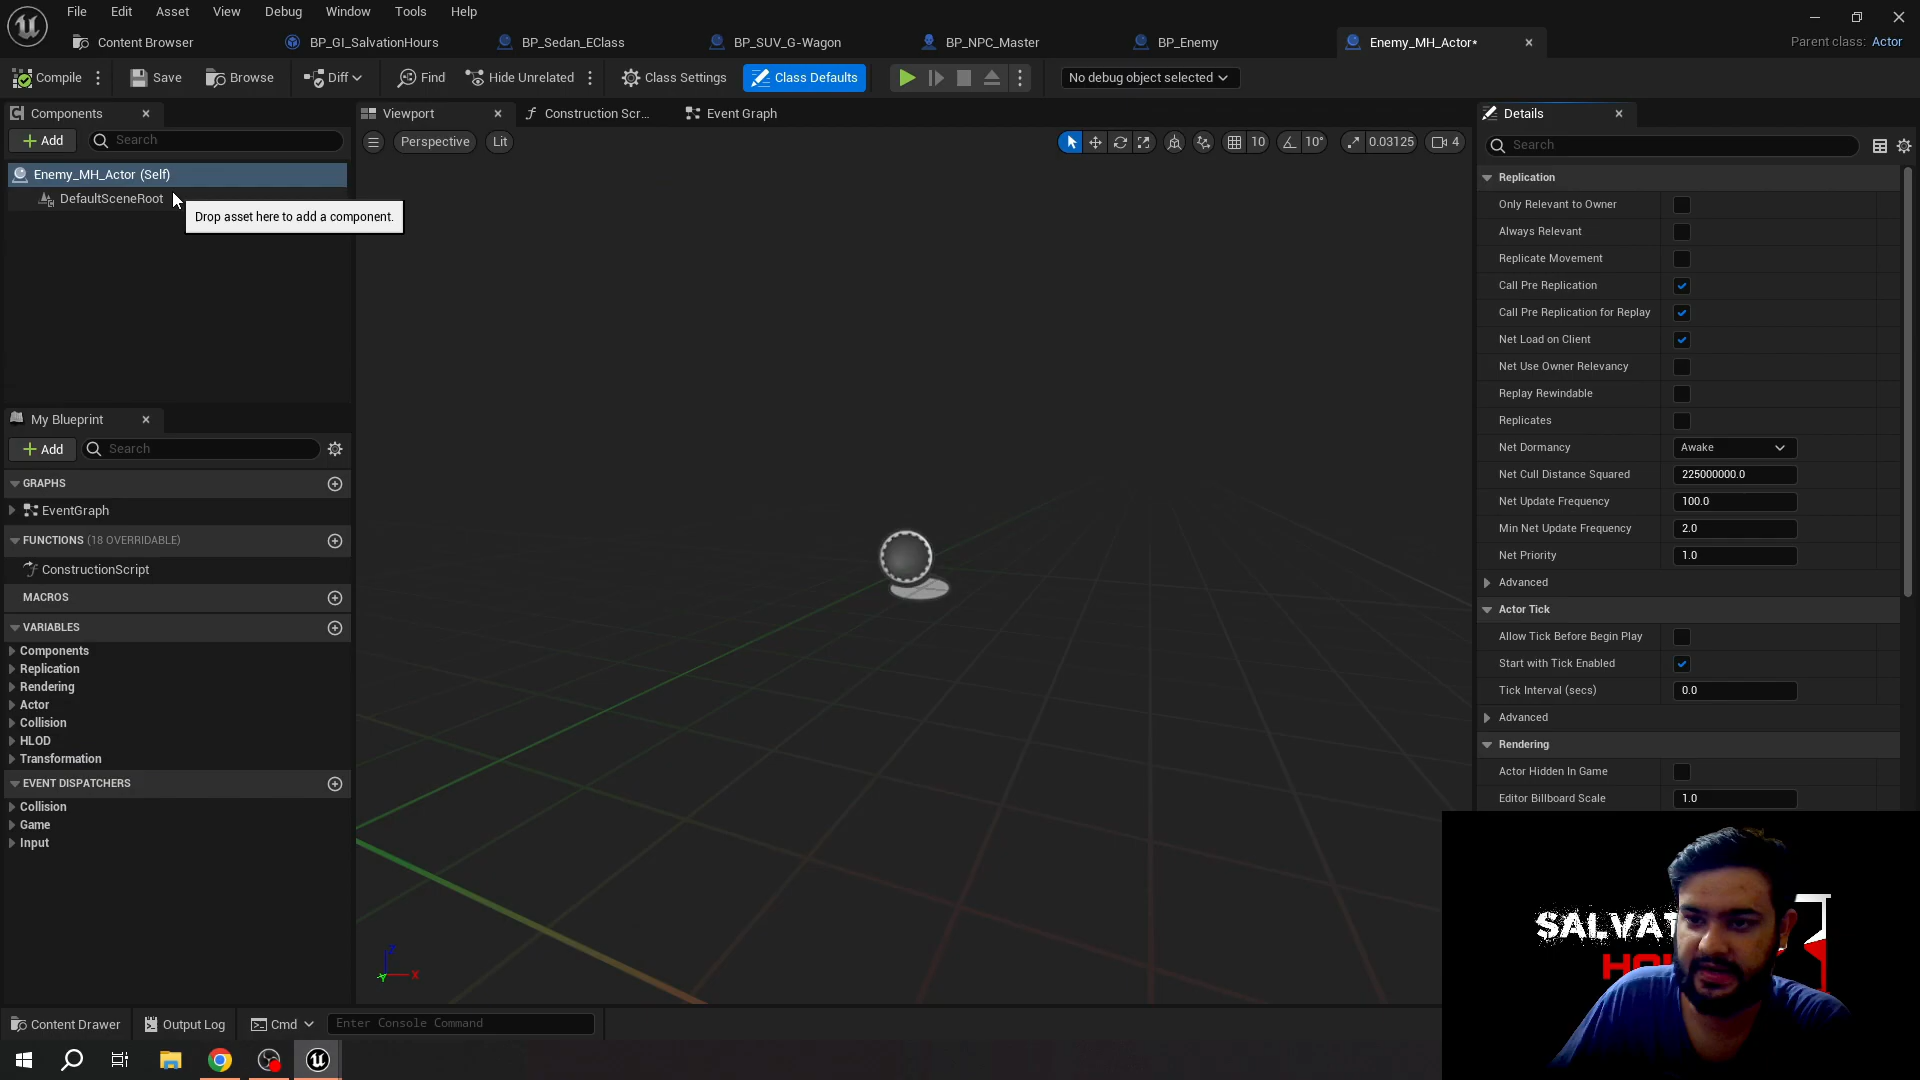 File Edit Asset View Debug Window Tools Help
Content Browser BP_GI_SalvationHours BP_Sedan_EClass BP_SUV_G-Wagon BP_NPC_Master BP_Enemy Enemy_MH_Actor* Parent class: Actor
Compile Save Browse Diff Find Hide Unrelated Class Settings Class Defaults No debug object selected
Components Viewport Construction Scr... Event Graph Details
Add Search Perspective Lit 10 10° 0.03125 4 Search
Enemy_MH_Actor (Self)
DefaultSceneRoot
Drop asset here to add a component.
My Blueprint
Add Search
GRAPHS
EventGraph
FUNCTIONS (18 OVERRIDABLE)
ConstructionScript
MACROS
VARIABLES
Components
Replication
Rendering
Actor
Collision
HLOD
Transformation
EVENT DISPATCHERS
Collision
Game
Input
Z
Y
X
Replication
Only Relevant to Owner
Always Relevant
Replicate Movement
Call Pre Replication
Call Pre Replication for Replay
Net Load on Client
Net Use Owner Relevancy
Replay Rewindable
Replicates
Net Dormancy Awake
Net Cull Distance Squared 225000000.0
Net Update Frequency 100.0
Min Net Update Frequency 2.0
Net Priority 1.0
Advanced
Actor Tick
Allow Tick Before Begin Play
Start with Tick Enabled
Tick Interval (secs) 0.0
Advanced
Rendering
Actor Hidden In Game
Editor Billboard Scale 1.0
Content Drawer Output Log Cmd Enter Console Command